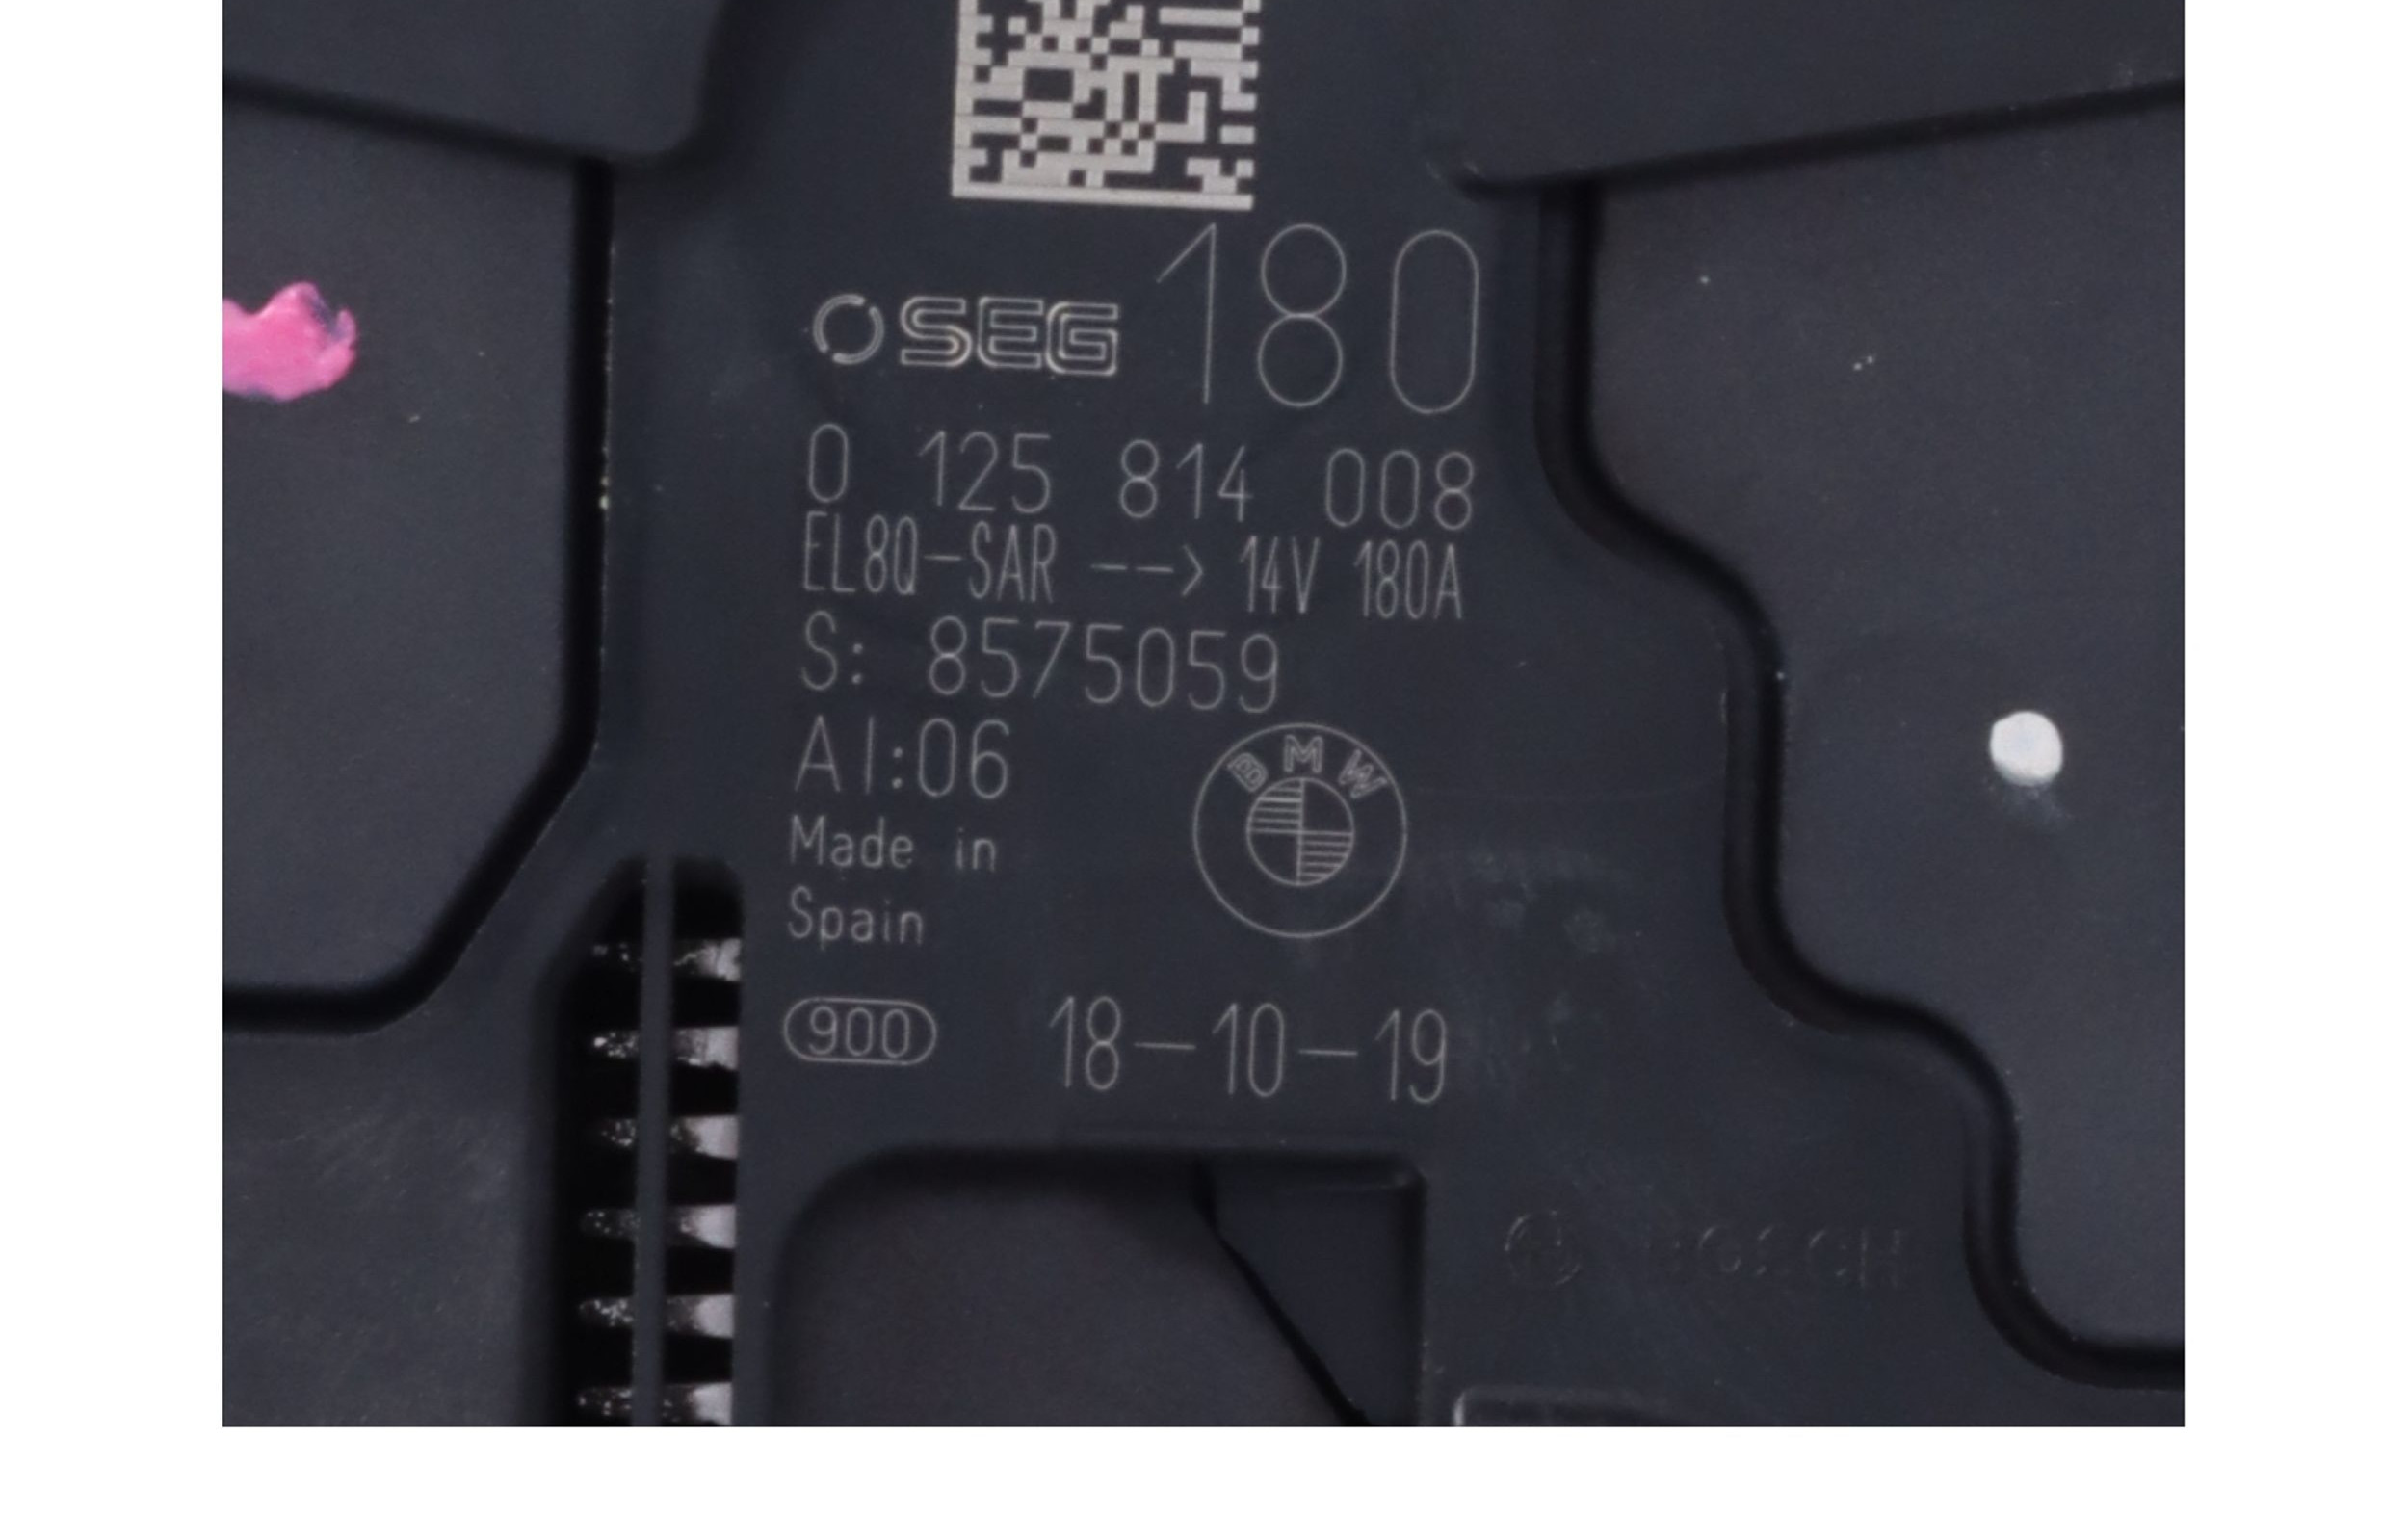 180
SEG
0 125 814 008
EL8Q-SAR --> 14V 180A
S: 8575059
AI:06
BMW
Made in
Spain
900 18-10-19
BOSCH